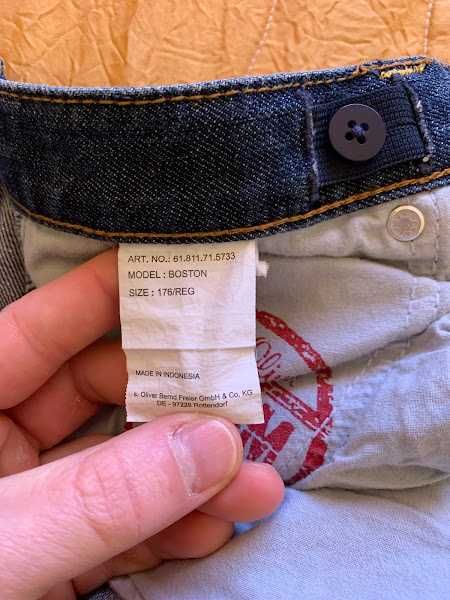 ART. NO.: 61.811.71.5733
MODEL : BOSTON
SIZE : 176/REG
MADE IN INDONESIA
s. Oliver Bernd Freier GmbH & Co. KG
DE - 97228 Rottendorf